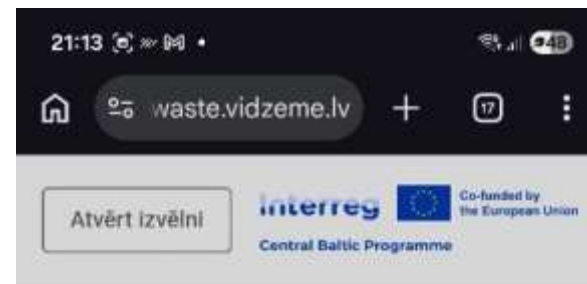 21:13
48
waste.vidzeme.lv
17
Atvērt izvēlni
Interreg
Co-funded by
the European Union
Central Baltic Programme